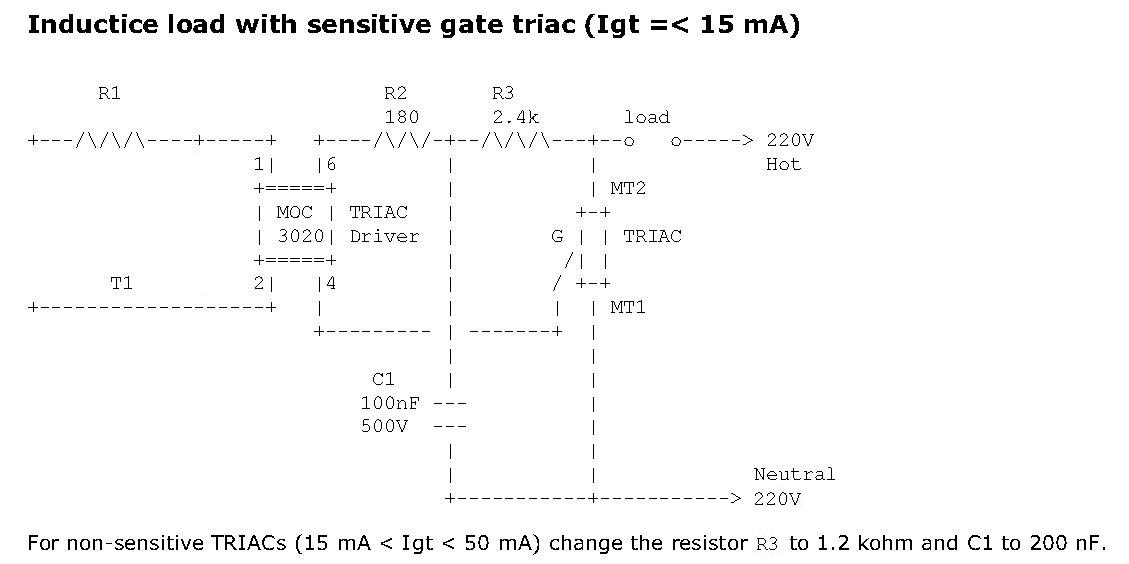 Inductice load with sensitive gate triac (Igt =< 15 mA)
R1 R2 R3
180 2.4k load
+---/\/\/\----+-----+ +----/\/\/-+--/\/\/\---+--o o-----> 220V
1| |6 | | Hot
+=====+ | | MT2
| MOC | TRIAC | +-+
| 3020| Driver | G | | TRIAC
+=====+ | /| |
T1 2| |4 | / +-+
+-------------------+ | | | | MT1
+--------- | -------+ |
| |
C1 | |
100nF --- |
500V --- |
| |
| | Neutral
+-----------+-----------> 220V
For non-sensitive TRIACs (15 mA < Igt < 50 mA) change the resistor R3 to 1.2 kohm and C1 to 200 nF.